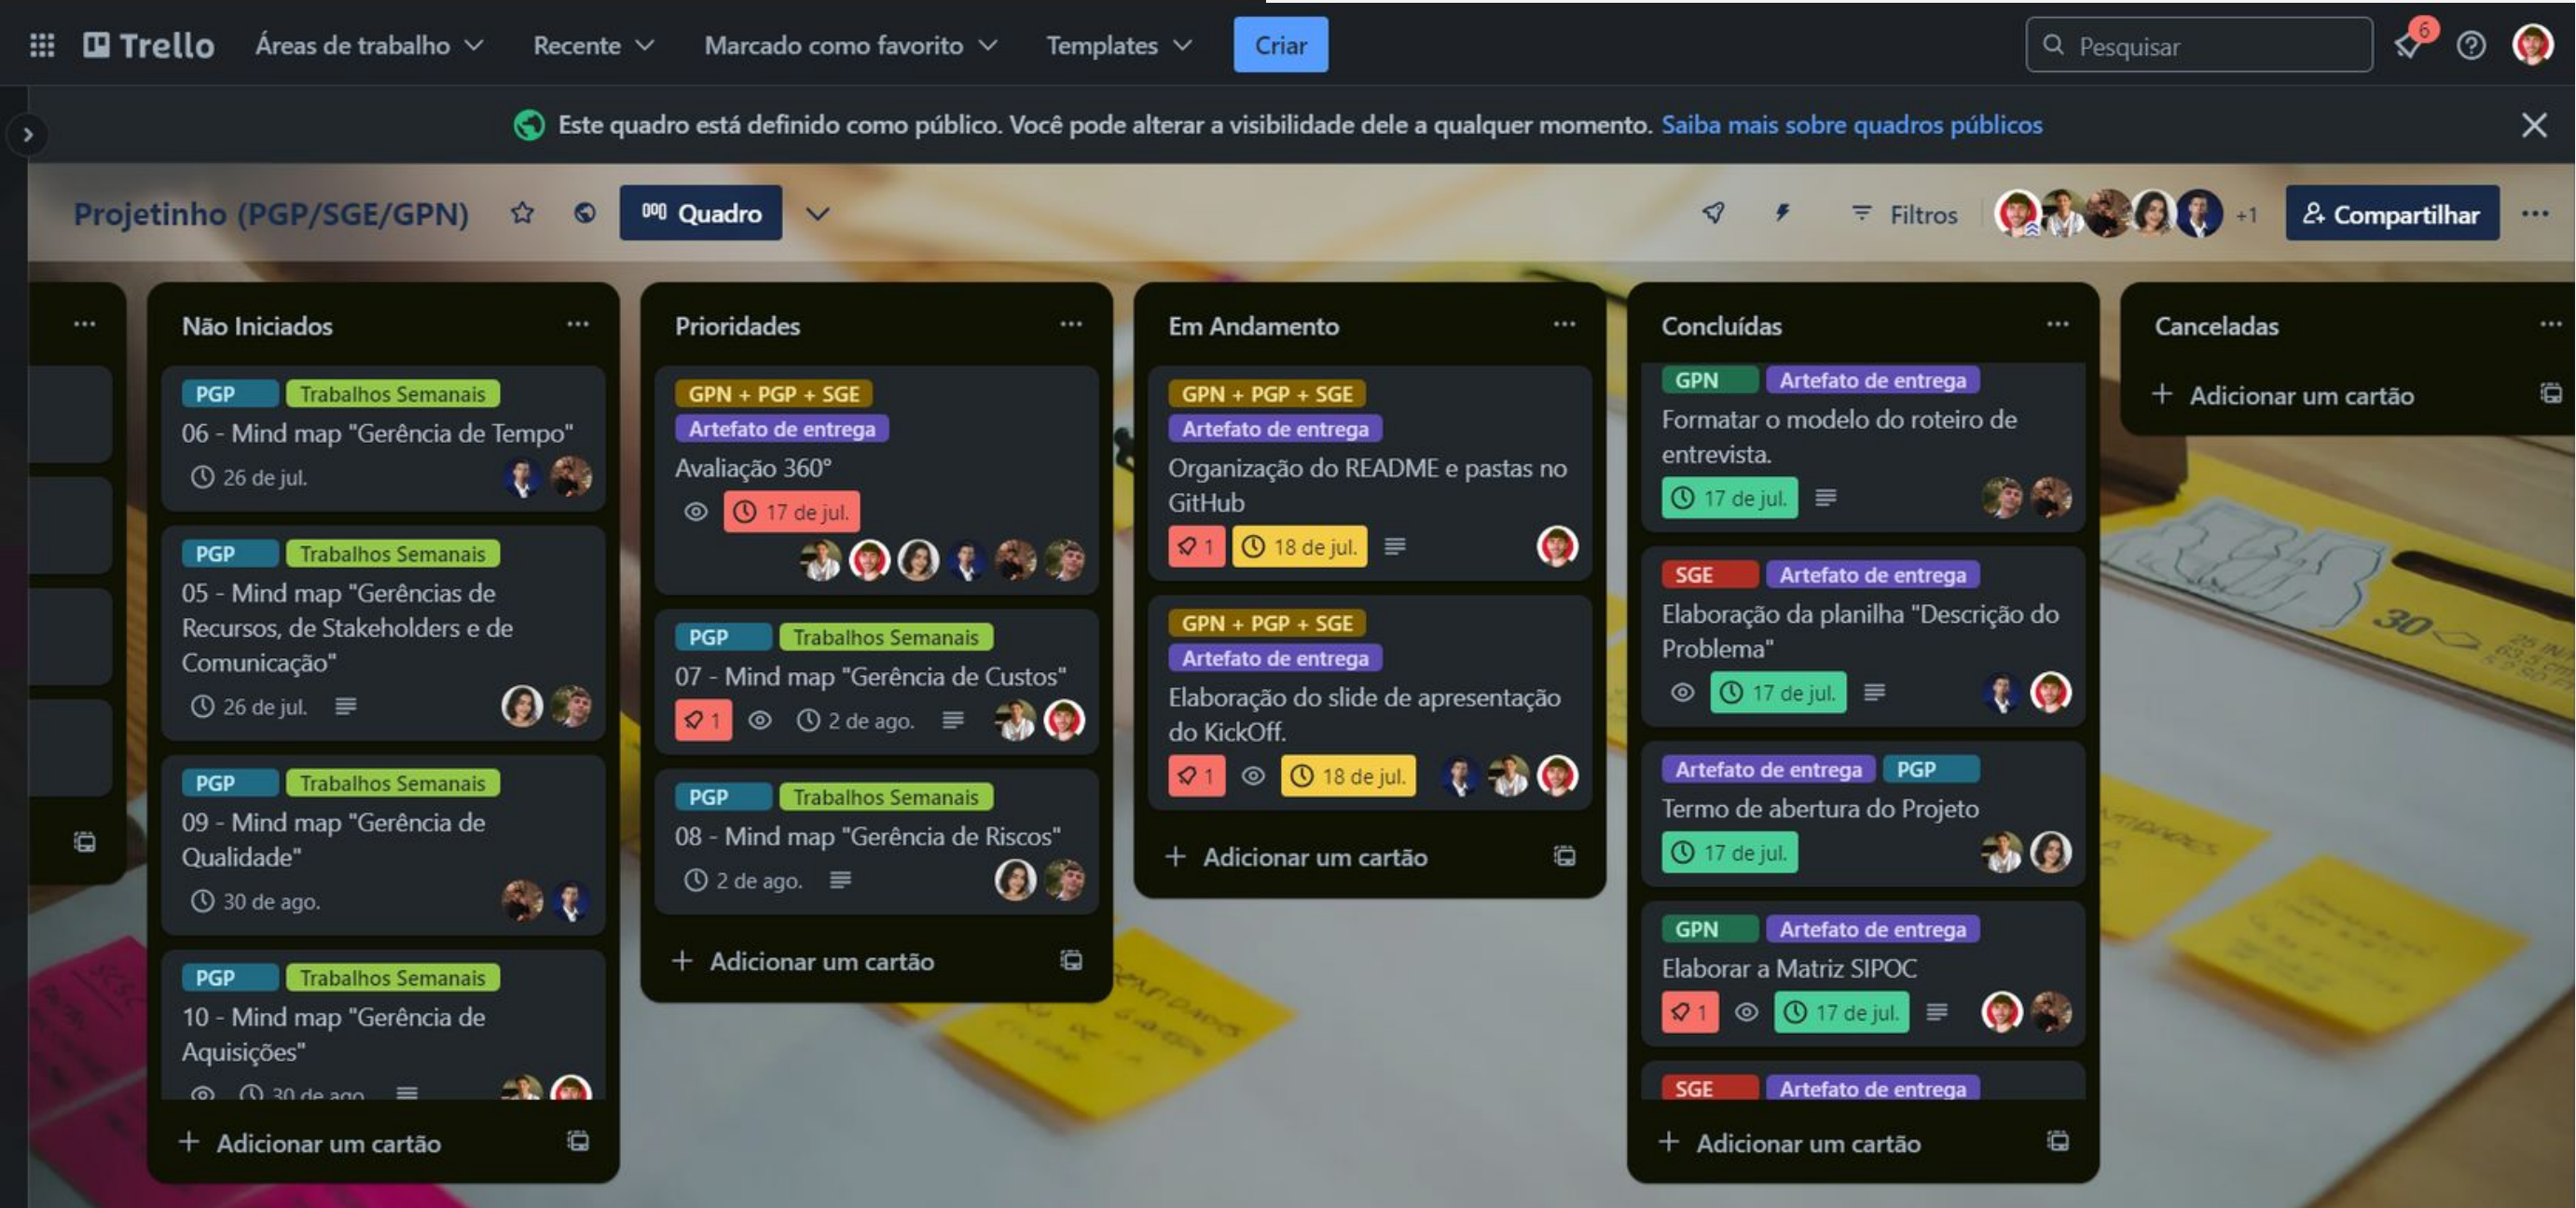 Trello Áreas de trabalho Recente Marcado como favorito Templates Criar Pesquisar 6
Este quadro está definido como público. Você pode alterar a visibilidade dele a qualquer momento. Saiba mais sobre quadros públicos
Projetinho (PGP/SGE/GPN) Quadro Filtros +1 Compartilhar
Não Iniciados
PGP Trabalhos Semanais
06 - Mind map "Gerência de Tempo"
26 de jul.
PGP Trabalhos Semanais
05 - Mind map "Gerências de
Recursos, de Stakeholders e de
Comunicação"
26 de jul.
PGP Trabalhos Semanais
09 - Mind map "Gerência de
Qualidade"
30 de ago.
PGP Trabalhos Semanais
10 - Mind map "Gerência de
Aquisições"
30 de ago.
+ Adicionar um cartão
Prioridades
GPN + PGP + SGE
Artefato de entrega
Avaliação 360°
17 de jul.
PGP Trabalhos Semanais
07 - Mind map "Gerência de Custos"
1 2 de ago.
PGP Trabalhos Semanais
08 - Mind map "Gerência de Riscos"
2 de ago.
+ Adicionar um cartão
Em Andamento
GPN + PGP + SGE
Artefato de entrega
Organização do README e pastas no
GitHub
1 18 de jul.
GPN + PGP + SGE
Artefato de entrega
Elaboração do slide de apresentação
do KickOff.
1 18 de jul.
+ Adicionar um cartão
Concluídas
GPN Artefato de entrega
Formatar o modelo do roteiro de
entrevista.
17 de jul.
SGE Artefato de entrega
Elaboração da planilha "Descrição do
Problema"
17 de jul.
Artefato de entrega PGP
Termo de abertura do Projeto
17 de jul.
GPN Artefato de entrega
Elaborar a Matriz SIPOC
1 17 de jul.
SGE Artefato de entrega
+ Adicionar um cartão
Canceladas
+ Adicionar um cartão
30